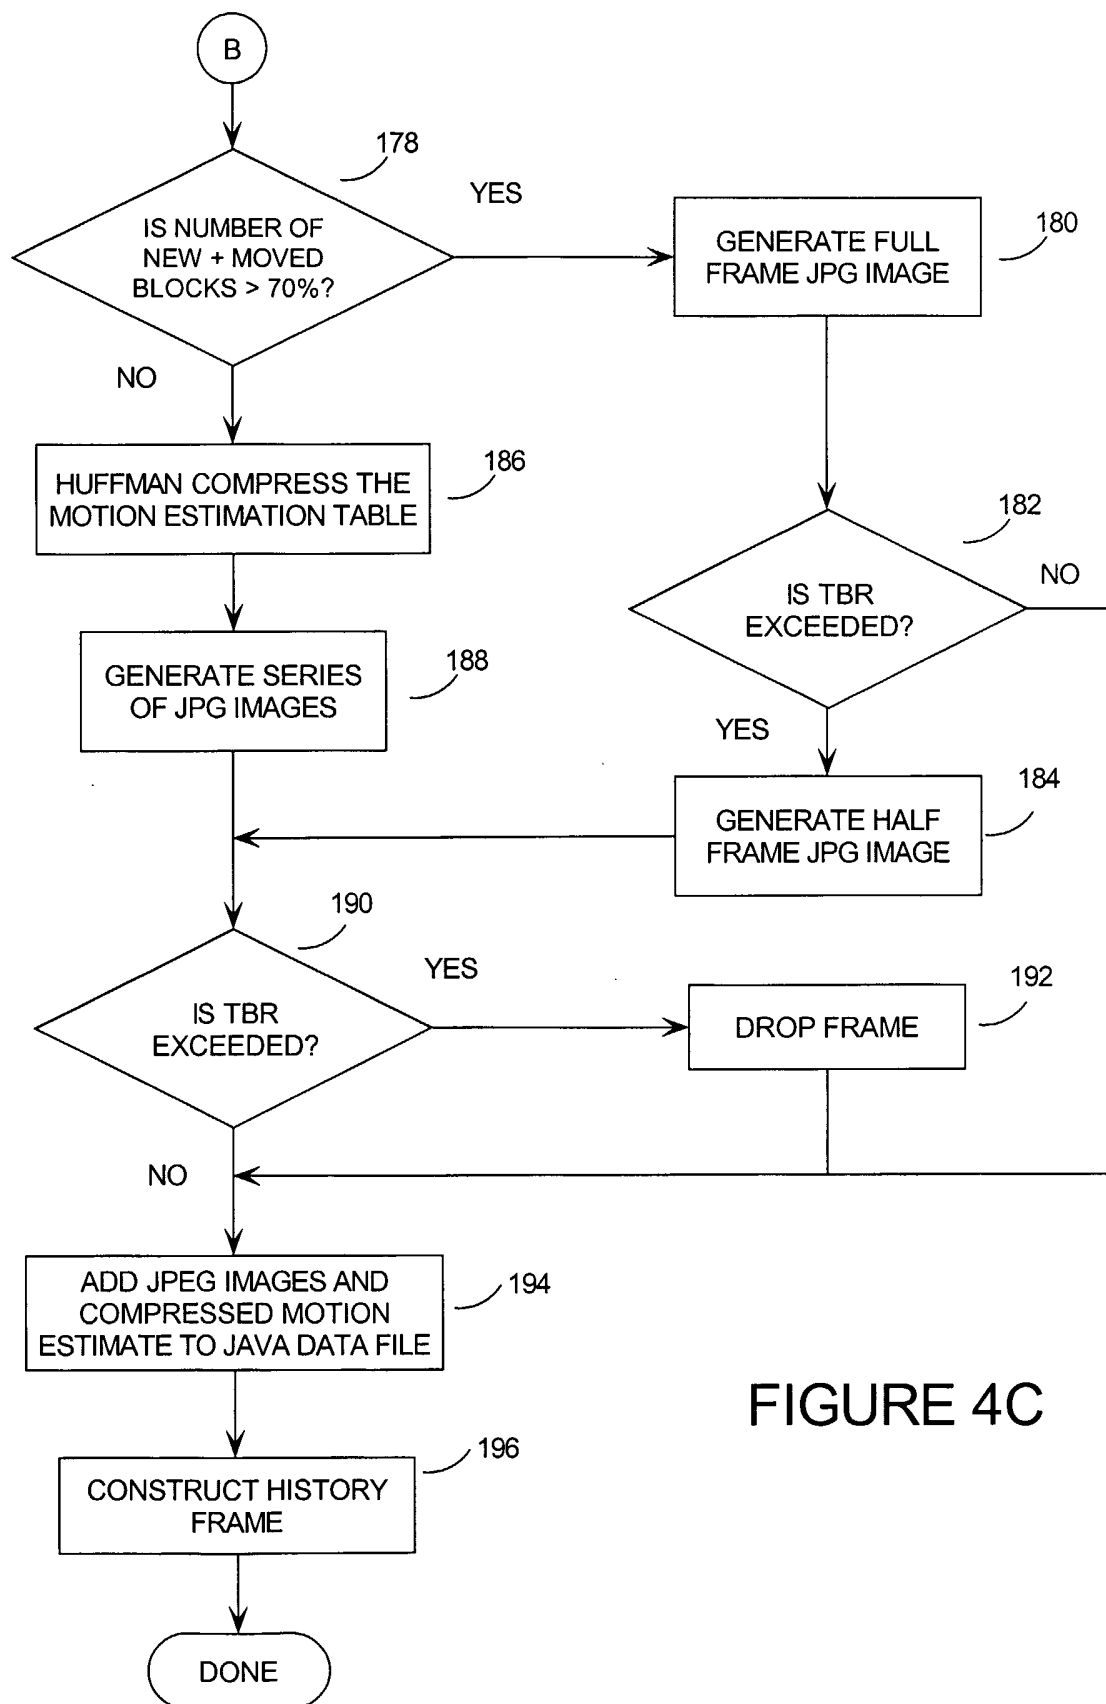 B
178
IS NUMBER OF
NEW + MOVED
BLOCKS > 70%?
YES
GENERATE FULL
FRAME JPG IMAGE
180
NO
HUFFMAN COMPRESS THE
MOTION ESTIMATION TABLE
186
182
IS TBR
EXCEEDED?
NO
GENERATE SERIES
OF JPG IMAGES
188
YES
GENERATE HALF
FRAME JPG IMAGE
184
190
IS TBR
EXCEEDED?
YES
DROP FRAME
192
NO
ADD JPEG IMAGES AND
COMPRESSED MOTION
ESTIMATE TO JAVA DATA FILE
194
FIGURE 4C
CONSTRUCT HISTORY
FRAME
196
DONE